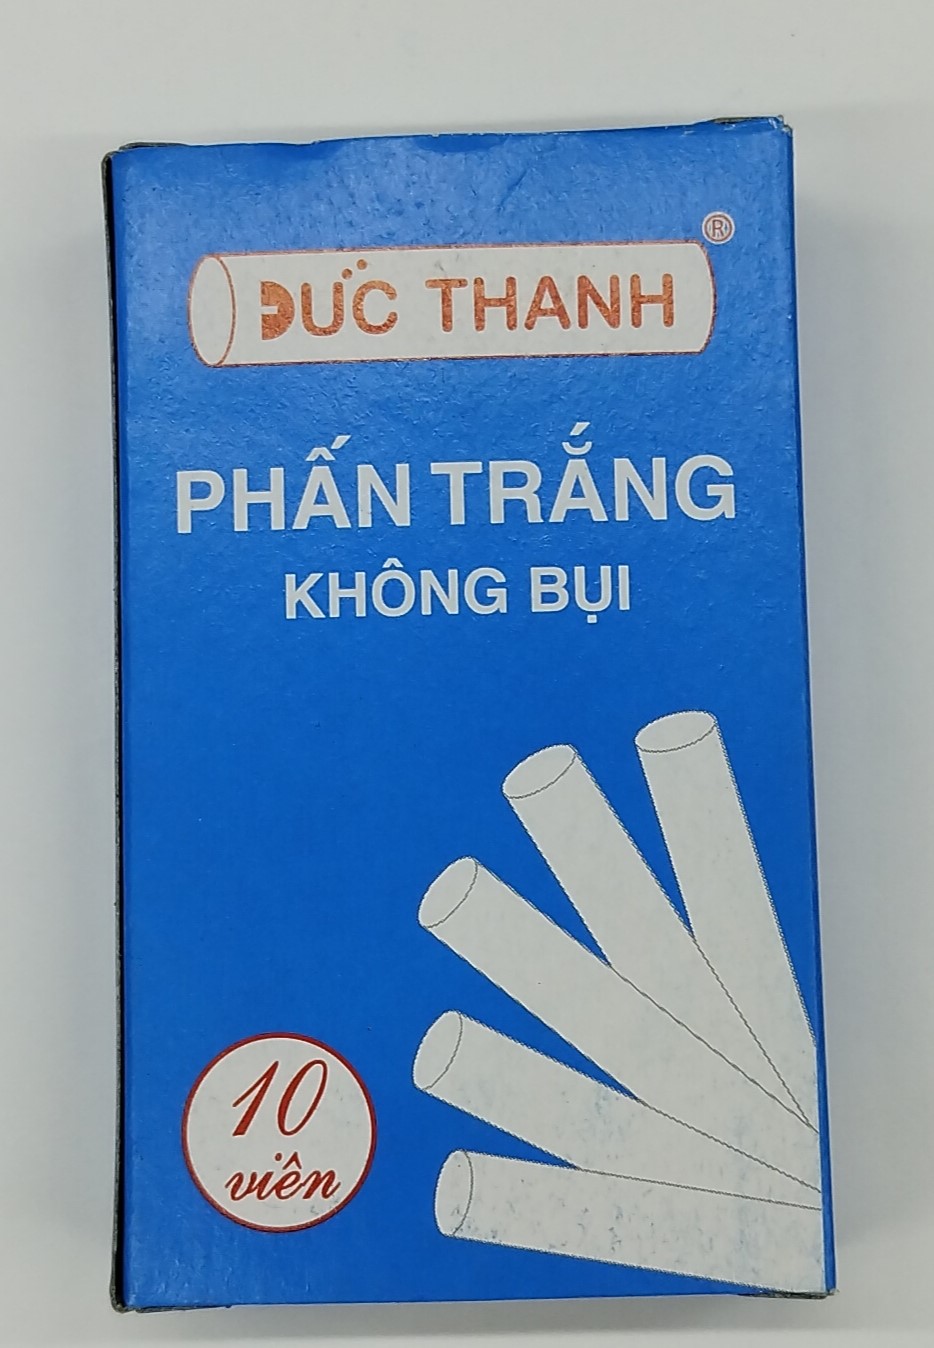 ĐỨC THANH
®
PHẤN TRẮNG
KHÔNG BỤI
10
viên